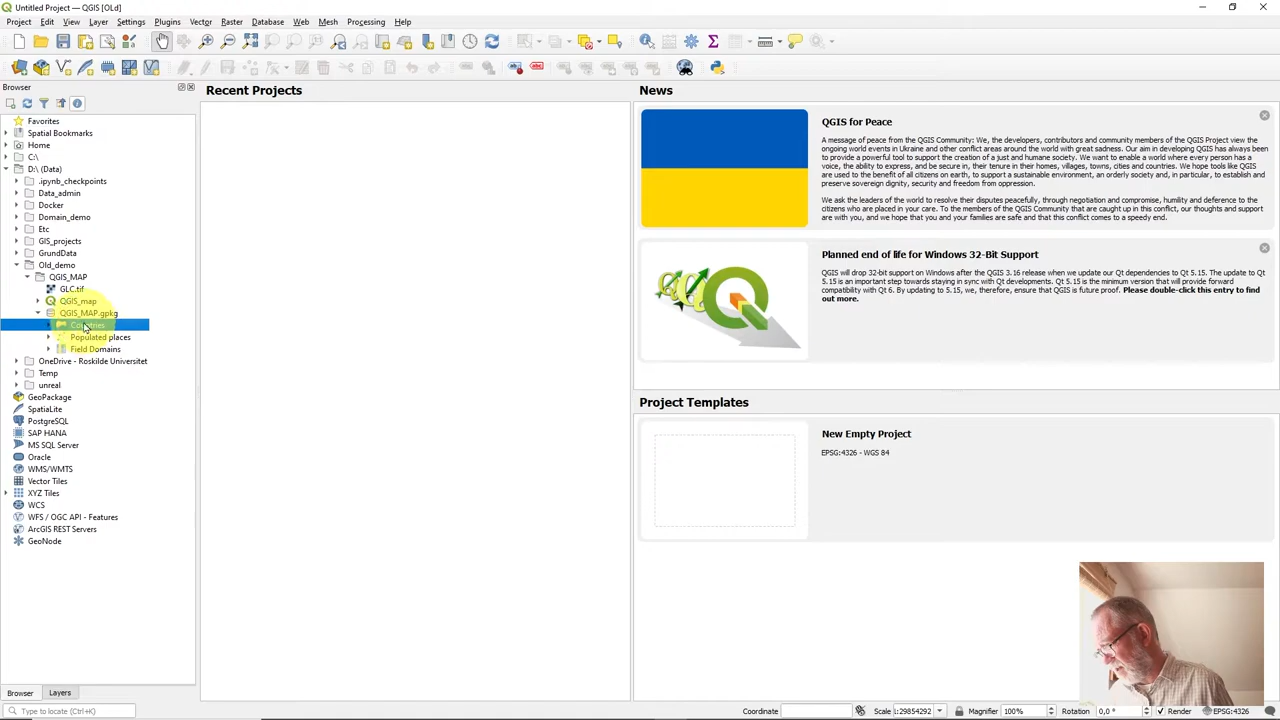 Untitled Project — QGIS [Old]
Project Edit View Layer Settings Plugins Vector Raster Database Web Mesh Processing Help
Browser
Favorites
Spatial Bookmarks
Home
C:\
D:\ (Data)
.ipynb_checkpoints
Data_admin
Docker
Domain_demo
Etc
GIS_projects
GrundData
Old_demo
QGIS_MAP
GLC.tif
QGIS_map
QGIS_MAP.gpkg
Countries
Populated places
Field Domains
OneDrive - Roskilde Universitet
Temp
unreal
GeoPackage
SpatiaLite
PostgreSQL
SAP HANA
MS SQL Server
Oracle
WMS/WMTS
Vector Tiles
XYZ Tiles
WCS
WFS / OGC API - Features
ArcGIS REST Servers
GeoNode
Browser Layers
Type to locate (Ctrl+K)
Recent Projects
News
QGIS for Peace
A message of peace from the QGIS Community: We, the developers, contributors and community members of the QGIS Project view the
ongoing world events in Ukraine and other conflict areas around the world with great sadness. Our aim in developing QGIS has always been
to provide a powerful tool to support the creation of a just and humane society. We want to enable a world where every person has a
voice, the ability to express, and be secure in, their tenure in their homes, villages, towns, cities and countries. We hope tools like QGIS
are used to the benefit of all citizens on earth, to support a sustainable environment, an orderly society and, in particular, to establish and
preserve sovereign dignity, security and freedom from oppression.
We ask the leaders of the world to resolve their disputes peacefully, through negotiation and compromise, humility and deference to the
citizens who are placed in your care. To the members of the QGIS Community that are caught up in this conflict, our thoughts and support
are with you, and we hope that you and your families are safe and that this conflict comes to a speedy end.
Planned end of life for Windows 32-Bit Support
QGIS will drop 32-bit support on Windows after the QGIS 3.16 release when we update our Qt dependencies to Qt 5.15. The update to Qt
5.15 is an important step towards staying in sync with Qt developments. Qt 5.15 is the minimum version that will provide forward
compatibility with Qt 6. By updating to 5.15, we, therefore, ensure that QGIS is future proof. Please double-click this entry to find
out more.
Project Templates
New Empty Project
EPSG:4326 - WGS 84
Coordinate Scale 1:29854292 Magnifier 100% Rotation 0,0 ° Render EPSG:4326